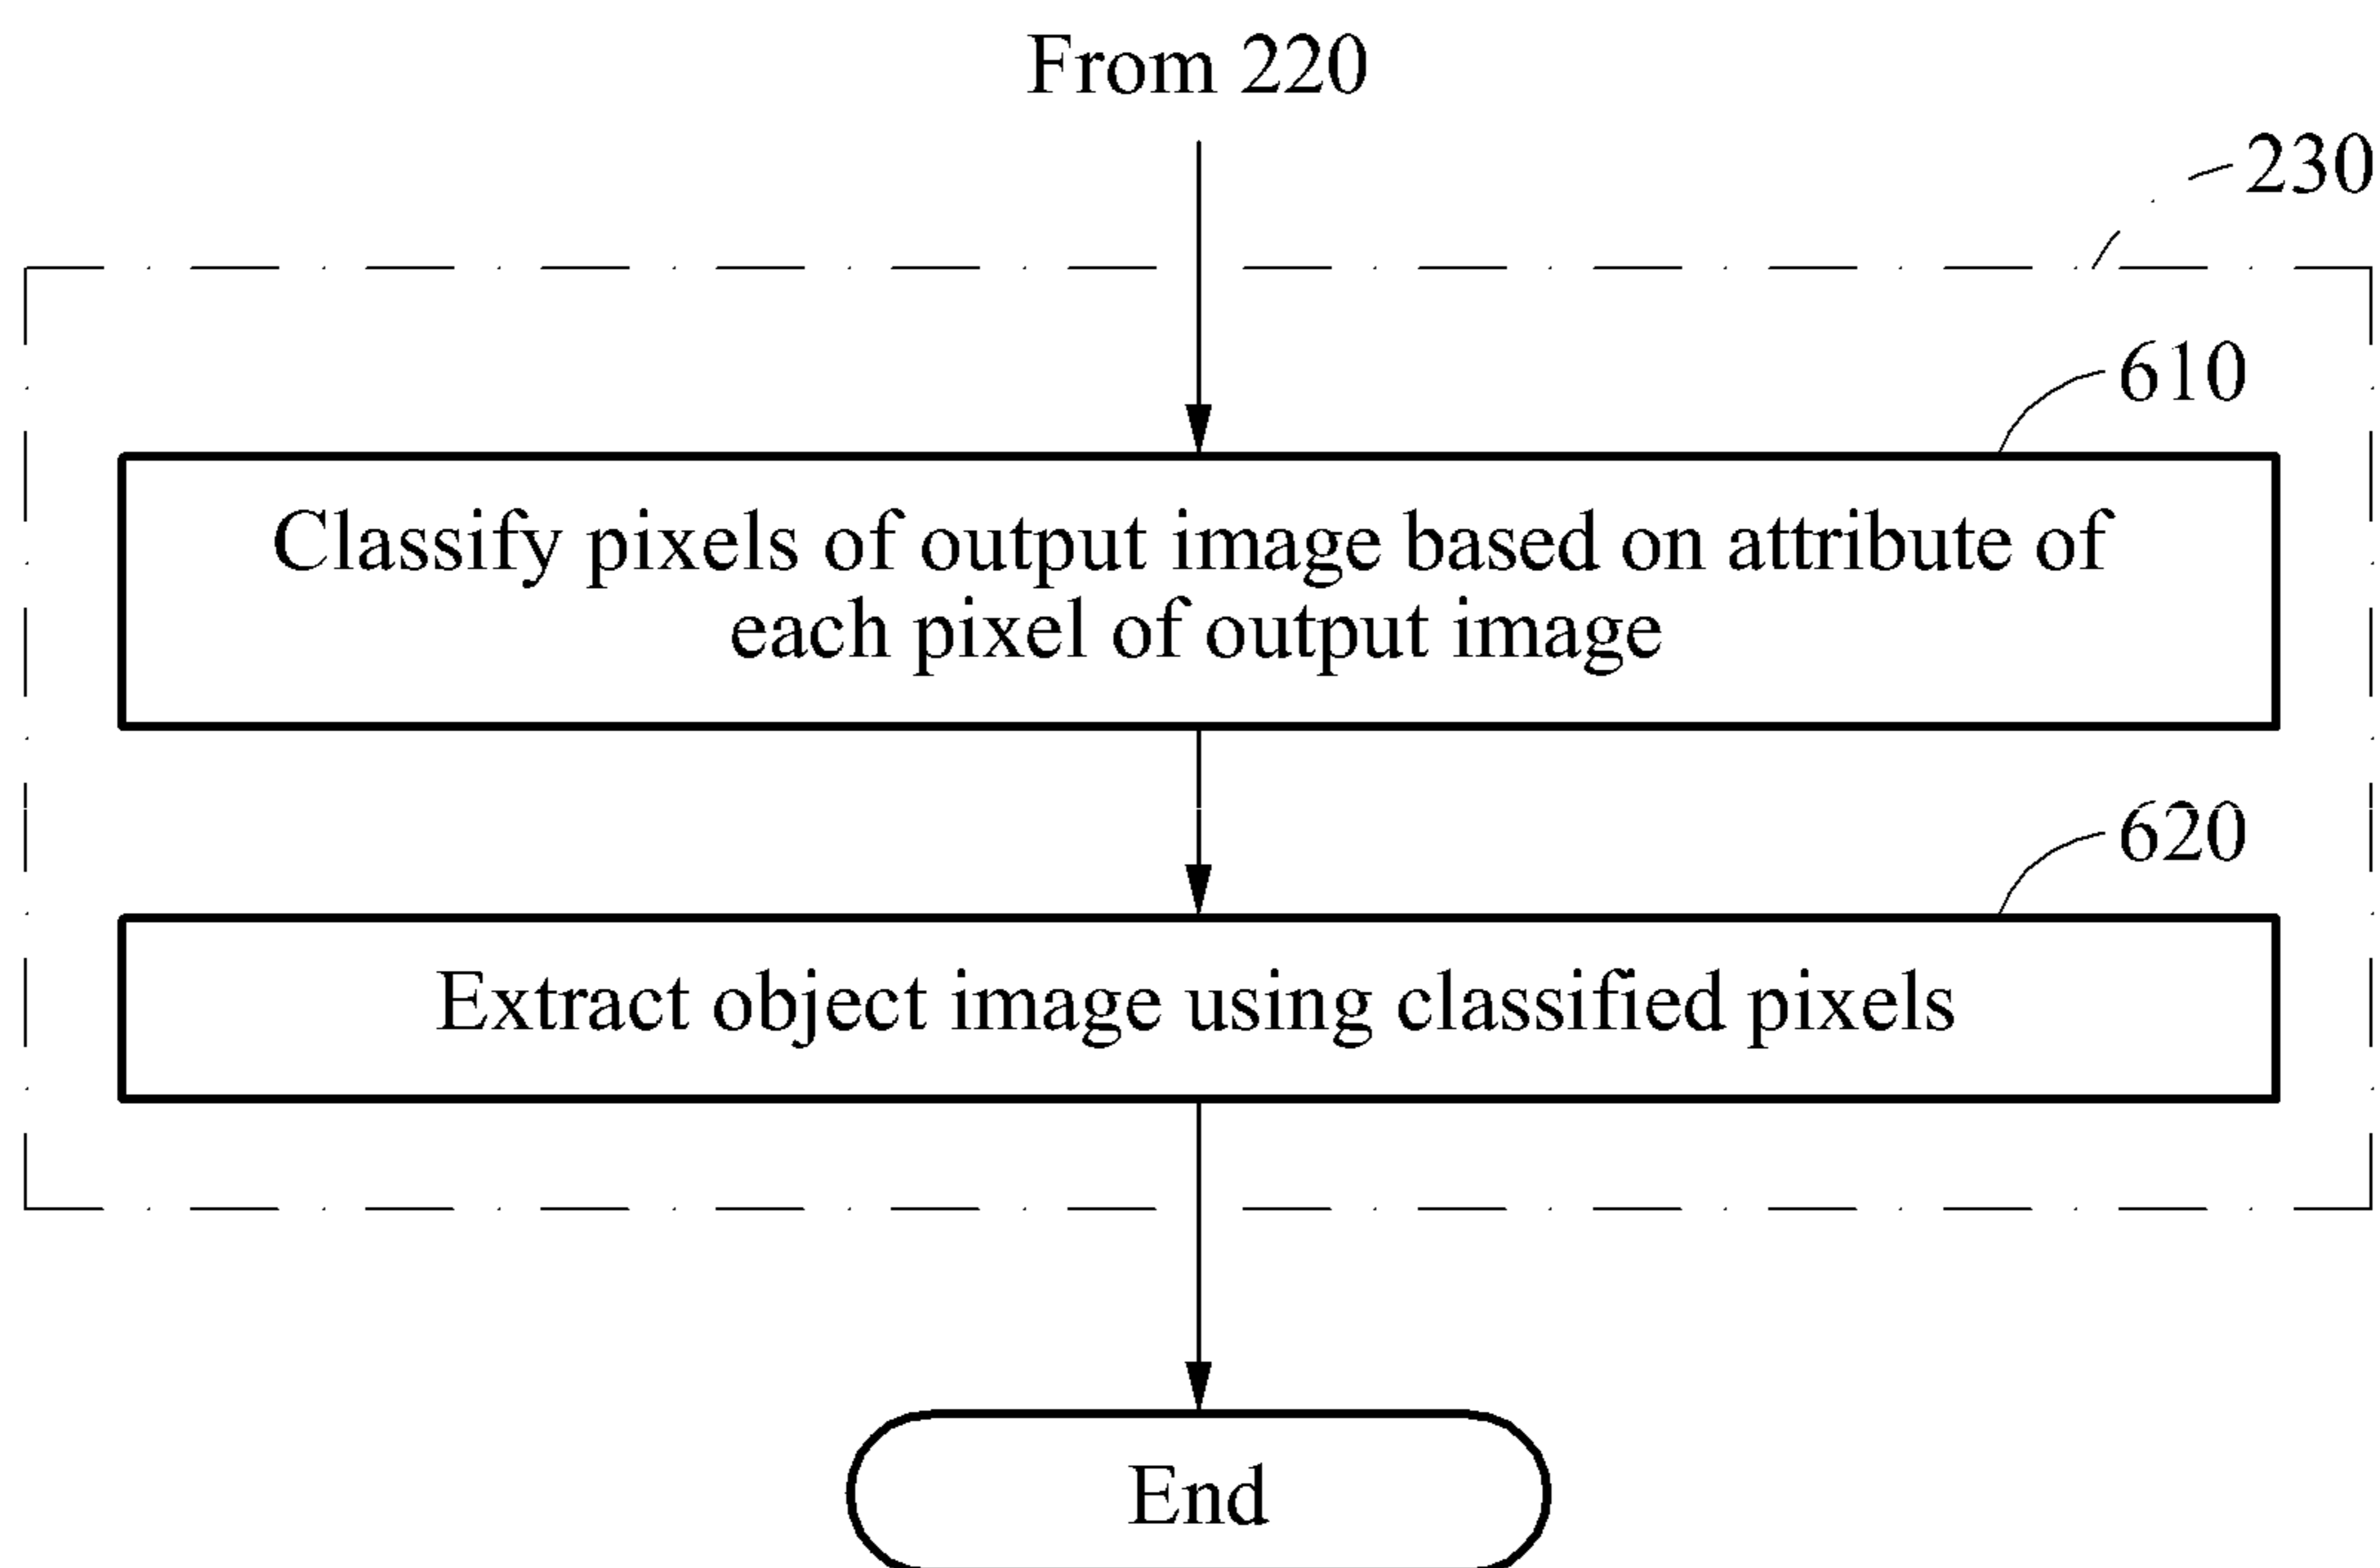 From 220
230
610
Classify pixels of output image based on attribute of
each pixel of output image
620
Extract object image using classified pixels
End